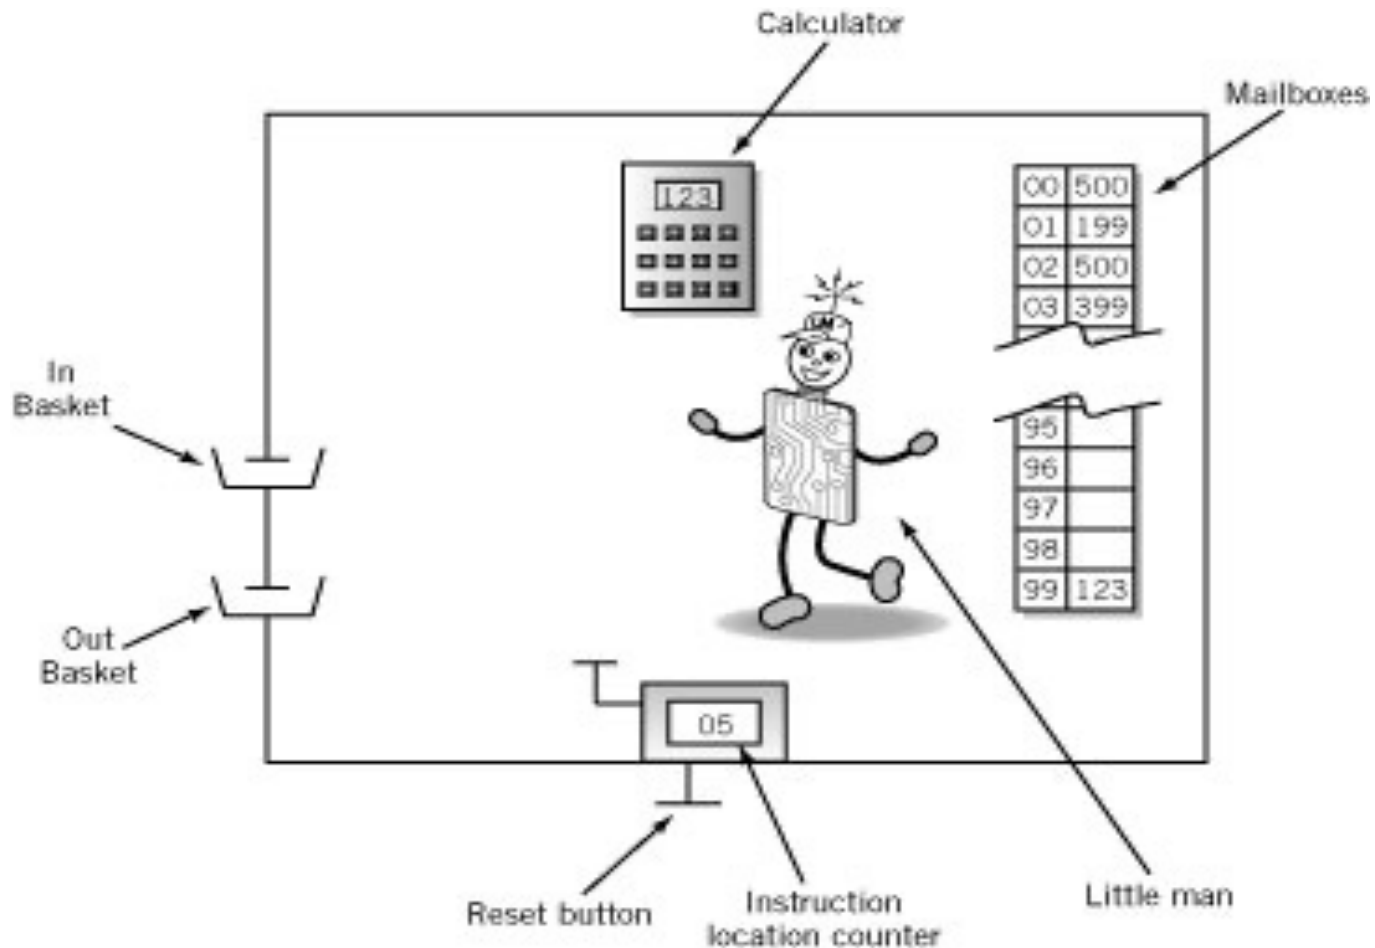 Calculator
Mailboxes
123
00 500
01 199
02 500
03 399
LM
In
Basket
95
96
97
98
99 123
Out
Basket
05
Reset button
Instruction
location counter
Little man